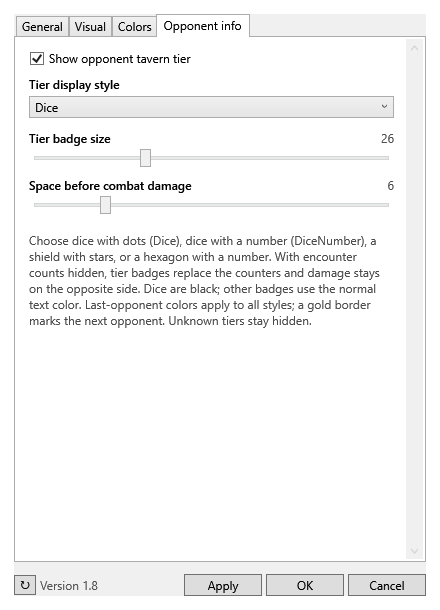 General Visual Colors Opponent info
Show opponent tavern tier
Tier display style
Dice
Tier badge size 26
Space before combat damage 6
Choose dice with dots (Dice), dice with a number (DiceNumber), a
shield with stars, or a hexagon with a number. With encounter
counts hidden, tier badges replace the counters and damage stays
on the opposite side. Dice are black; other badges use the normal
text color. Last-opponent colors apply to all styles; a gold border
marks the next opponent. Unknown tiers stay hidden.
Version 1.8 Apply OK Cancel